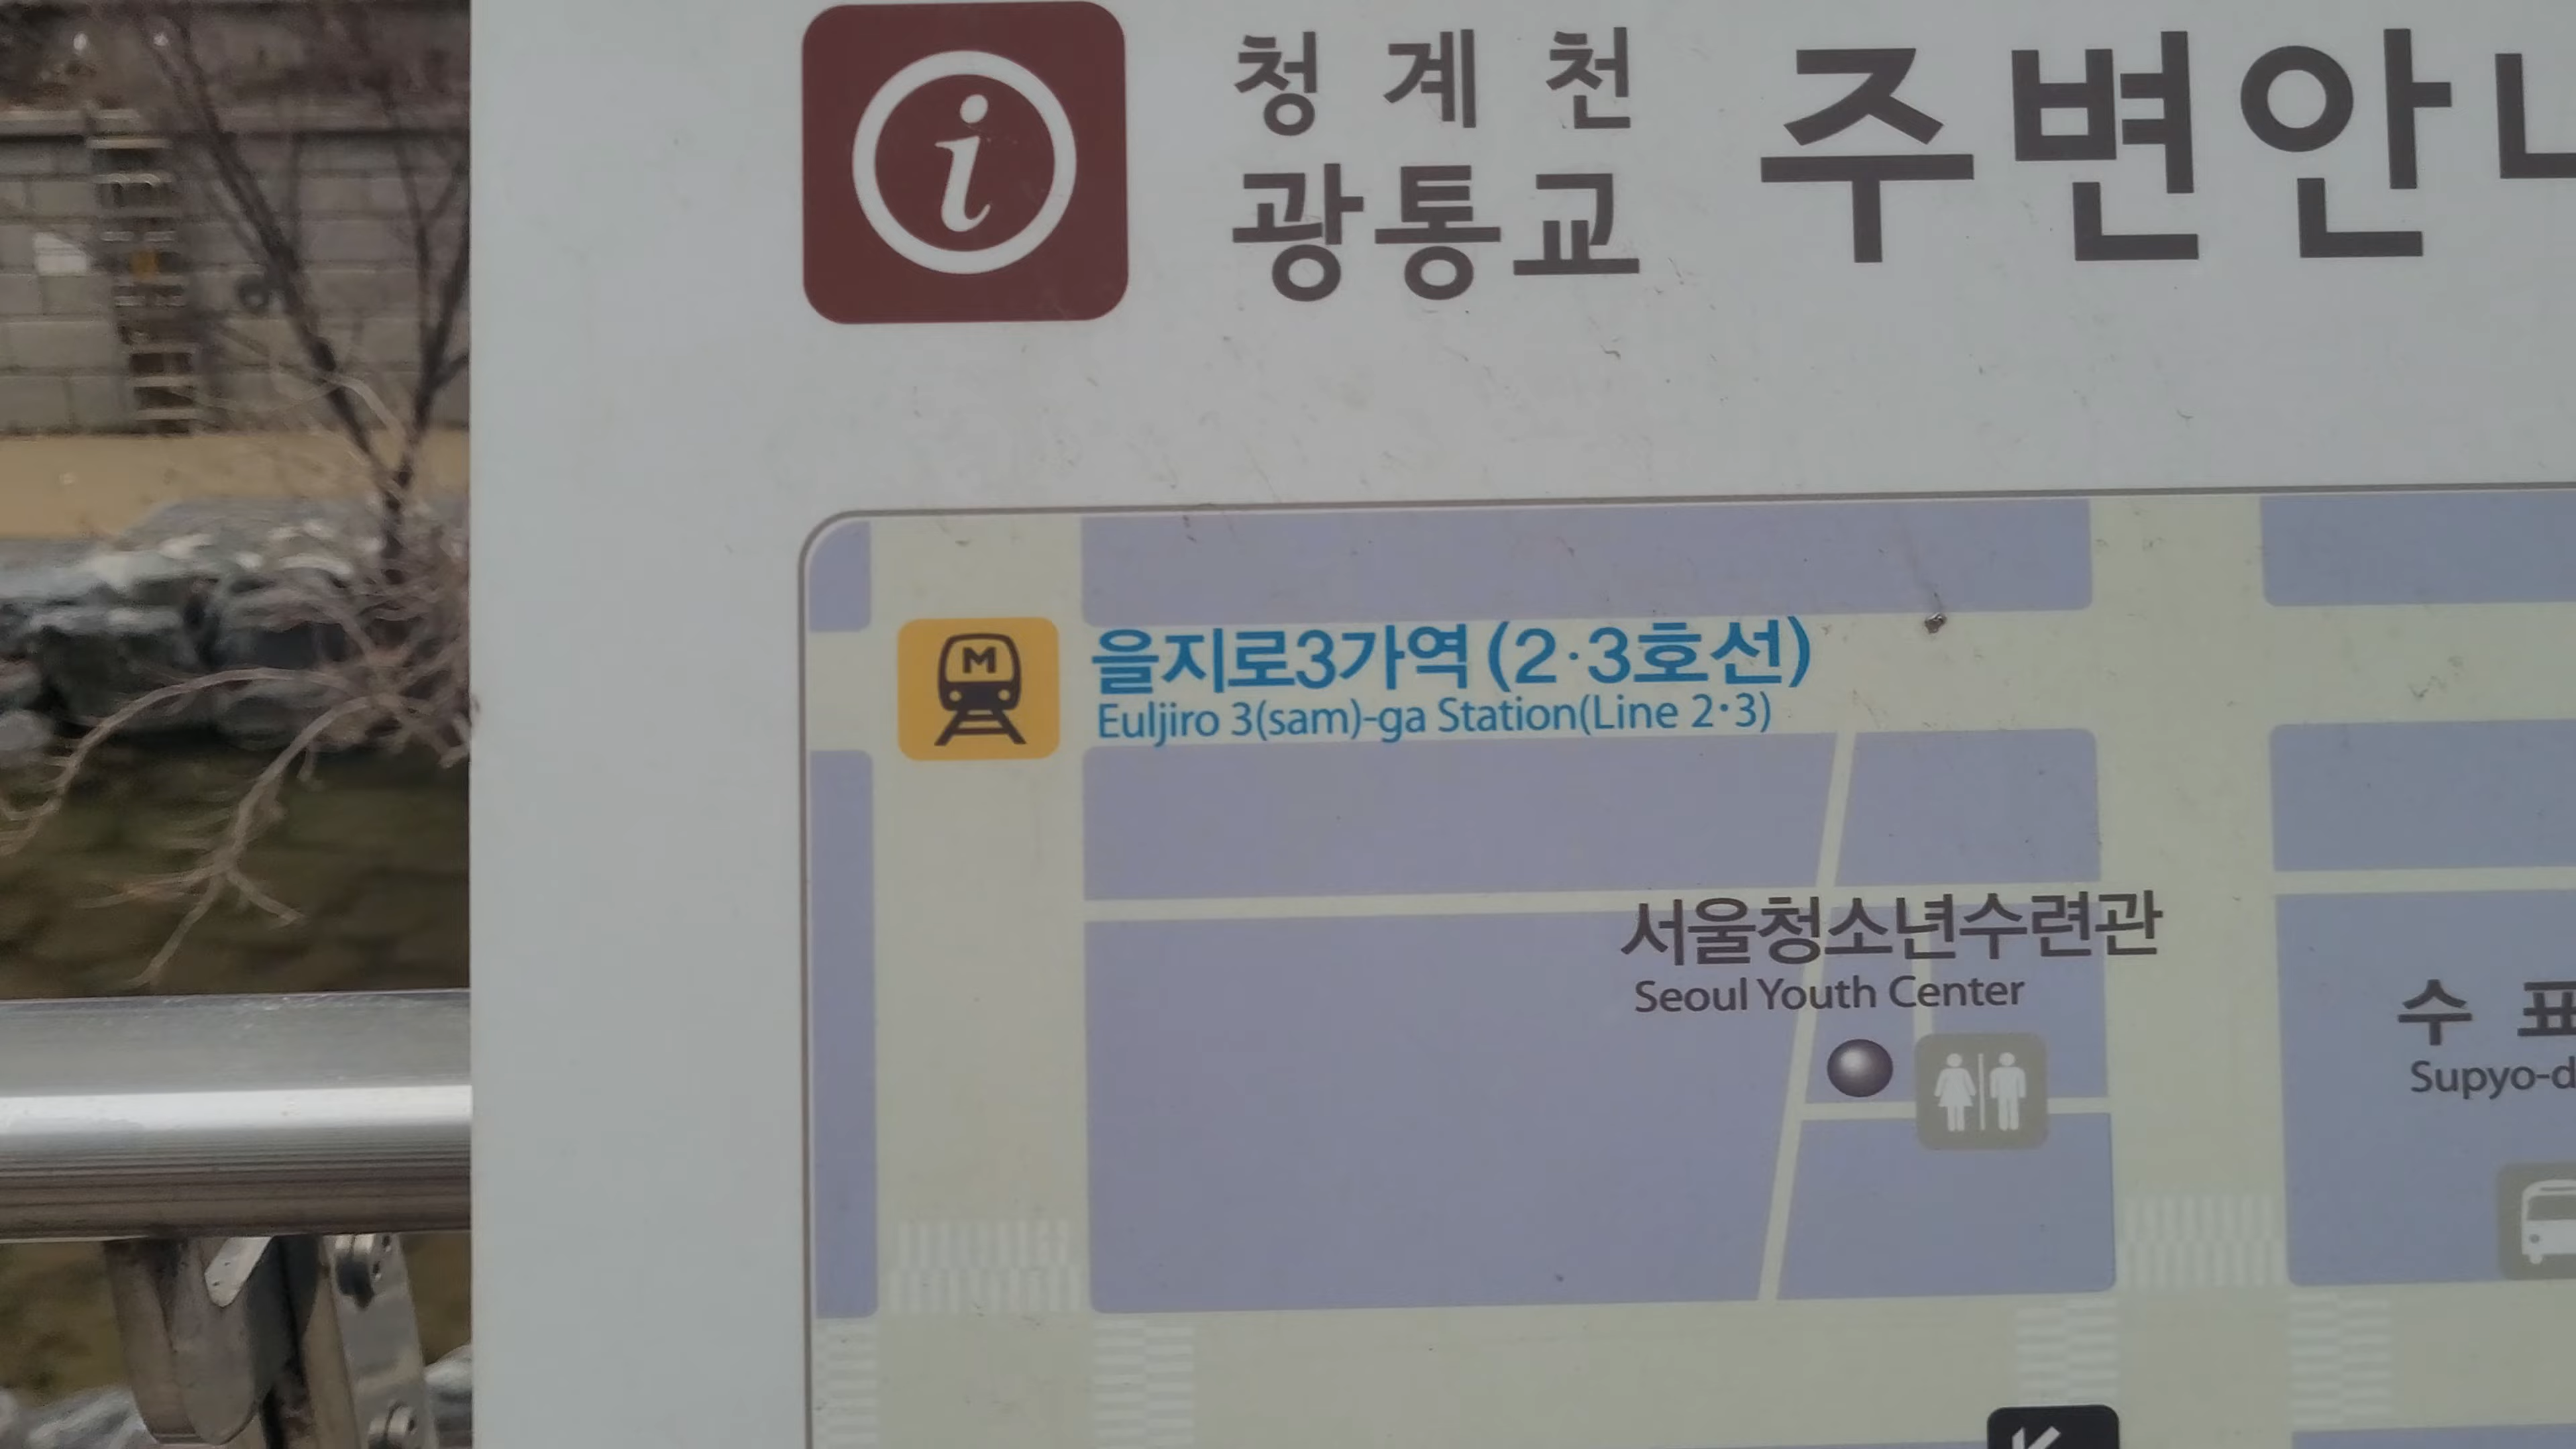 i
청계천
광통교
주변안
M
을지로3가역(2·3호선)
Euljiro 3(sam)-ga Station(Line 2·3)
서울청소년수련관
Seoul Youth Center
수표
Supyo-d